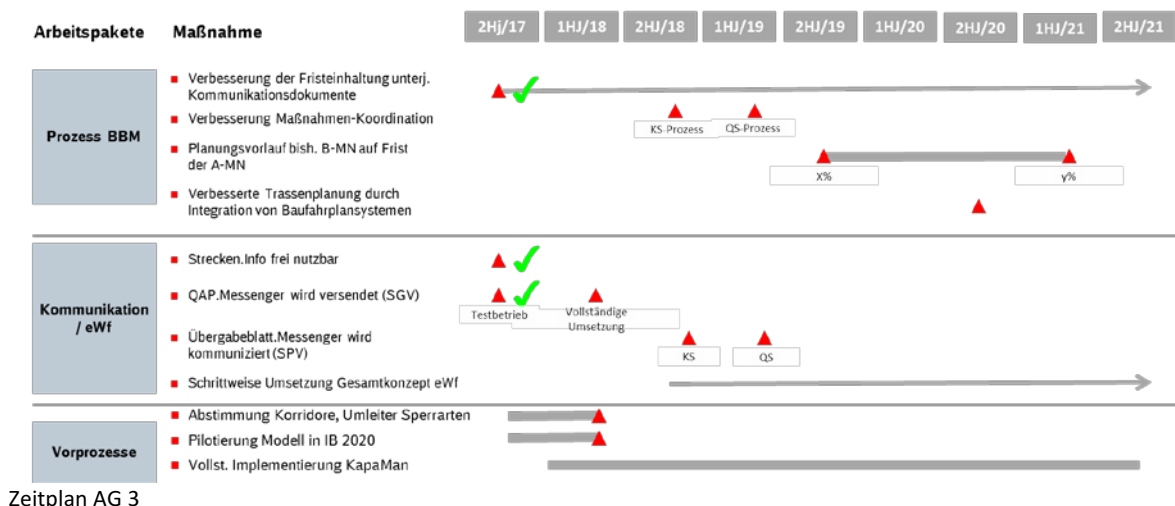 Arbeitspakete Maßnahme 2Hj/17 1HJ/18 2HJ/18 1HJ/19 2HJ/19 1HJ/20 2HJ/20 1HJ/21 2HJ/21
Prozess BBM
Verbesserung der Fristeinhaltung unterj.
Kommunikationsdokumente
Verbesserung Maßnahmen-Koordination
KS-Prozess QS-Prozess
Planungsvorlauf bish. B-MN auf Frist
der A-MN
X% y%
Verbesserte Trassenplanung durch
Integration von Baufahrplansystemen
Kommunikation
/ eWf
Strecken.Info frei nutzbar
QAP.Messenger wird versendet (SGV)
Testbetrieb Vollständige
Umsetzung
Übergabeblatt.Messenger wird
kommuniziert (SPV)
KS QS
Schrittweise Umsetzung Gesamtkonzept eWf
Vorprozesse
Abstimmung Korridore, Umleiter Sperrarten
Pilotierung Modell in IB 2020
Vollst. Implementierung KapaMan
Zeitplan AG 3